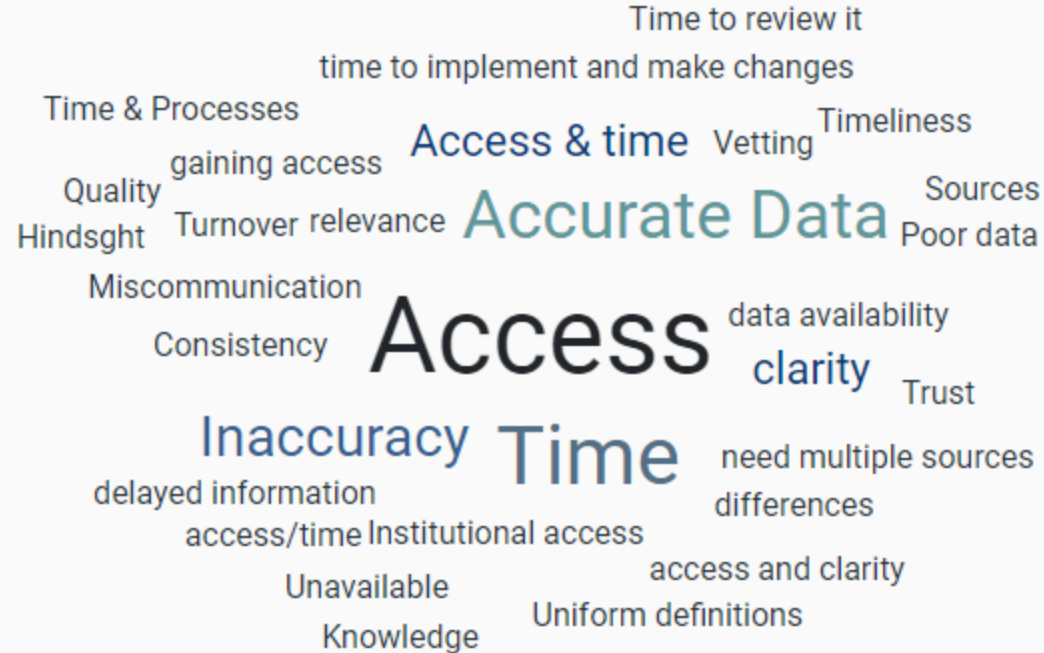 Time to review it
time to implement and make changes
Time & Processes
Access & time
Vetting
Timeliness
gaining access
Quality
Sources
Hindsght
Turnover
relevance
Accurate Data
Poor data
Miscommunication
Access
data availability
Consistency
clarity
Trust
Inaccuracy
Time
need multiple sources
delayed information
differences
access/time
Institutional access
access and clarity
Unavailable
Uniform definitions
Knowledge